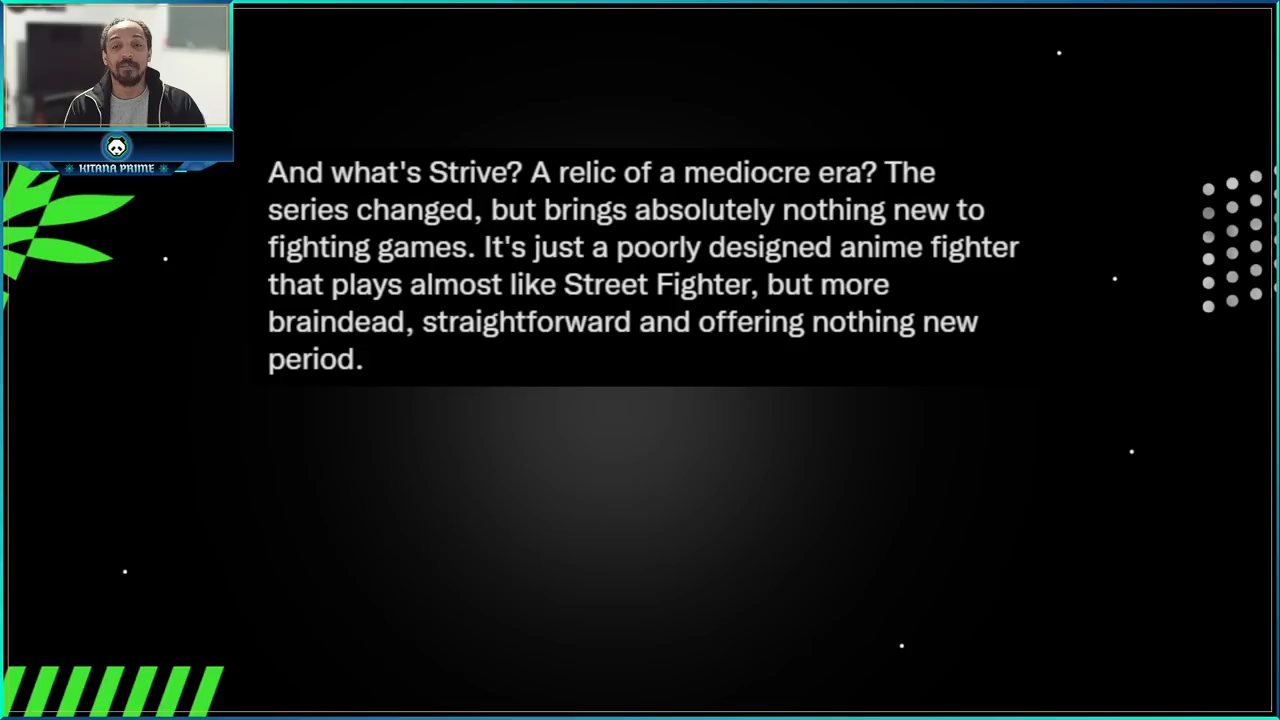 KITANA PRIME
And what's Strive? A relic of a mediocre era? The
series changed, but brings absolutely nothing new to
fighting games. It's just a poorly designed anime fighter
that plays almost like Street Fighter, but more
braindead, straightforward and offering nothing new
period.